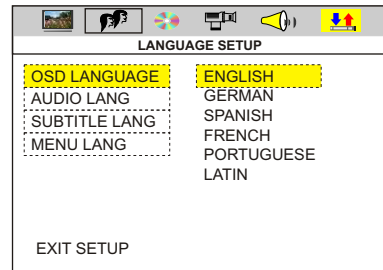 LANGUAGE SETUP
OSD LANGUAGE
AUDIO LANG
SUBTITLE LANG
MENU LANG
ENGLISH
GERMAN
SPANISH
FRENCH
PORTUGUESE
LATIN
EXIT SETUP